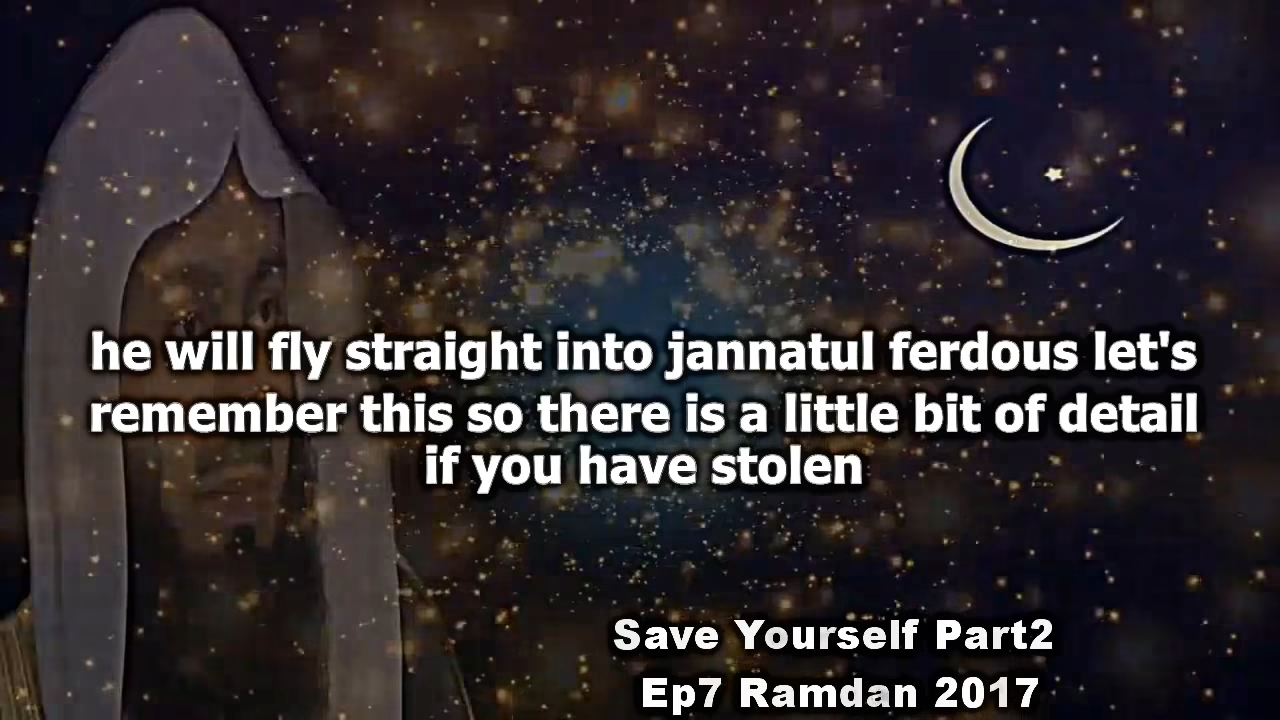 he will fly straight into jannatul ferdous let's
remember this so there is a little bit of detail
if you have stolen
Save Yourself Part2
Ep7 Ramdan 2017